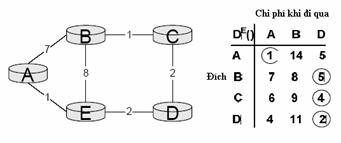 Chi phí khi đi qua
D^E() A B D
A 1 14 5
Đích B 7 8 5
C 6 9 4
D 4 11 2
B 1 C
7
A 8 2
1
E 2 D